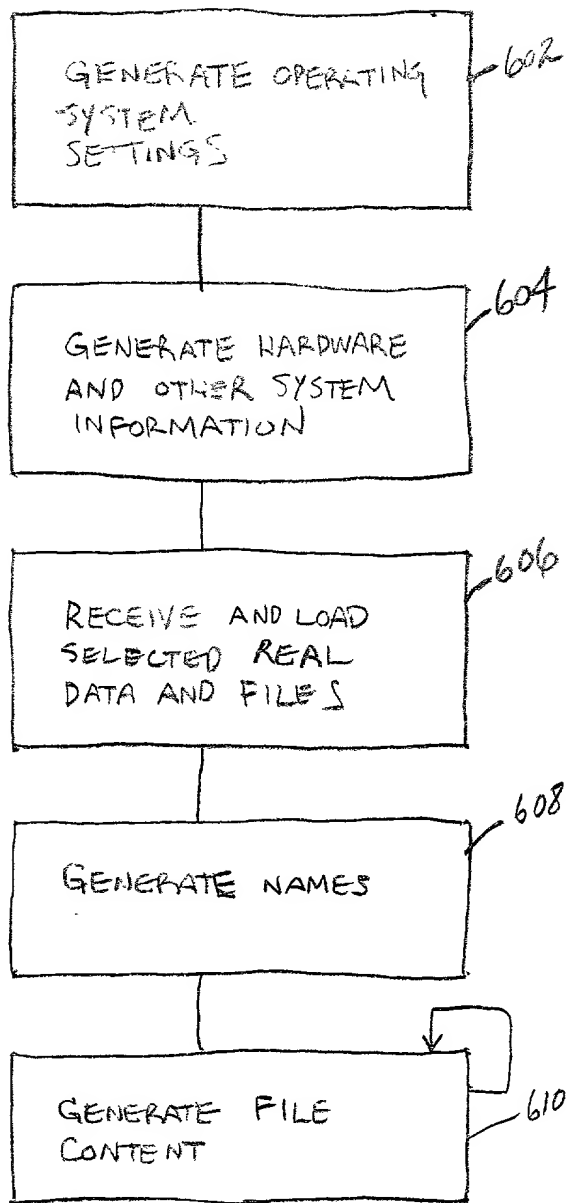 GENERATE OPERATING
SYSTEM
SETTINGS
602
GENERATE HARDWARE
AND OTHER SYSTEM
INFORMATION
604
RECEIVE AND LOAD
SELECTED REAL
DATA AND FILES
606
GENERATE NAMES
608
GENERATE FILE
CONTENT
610